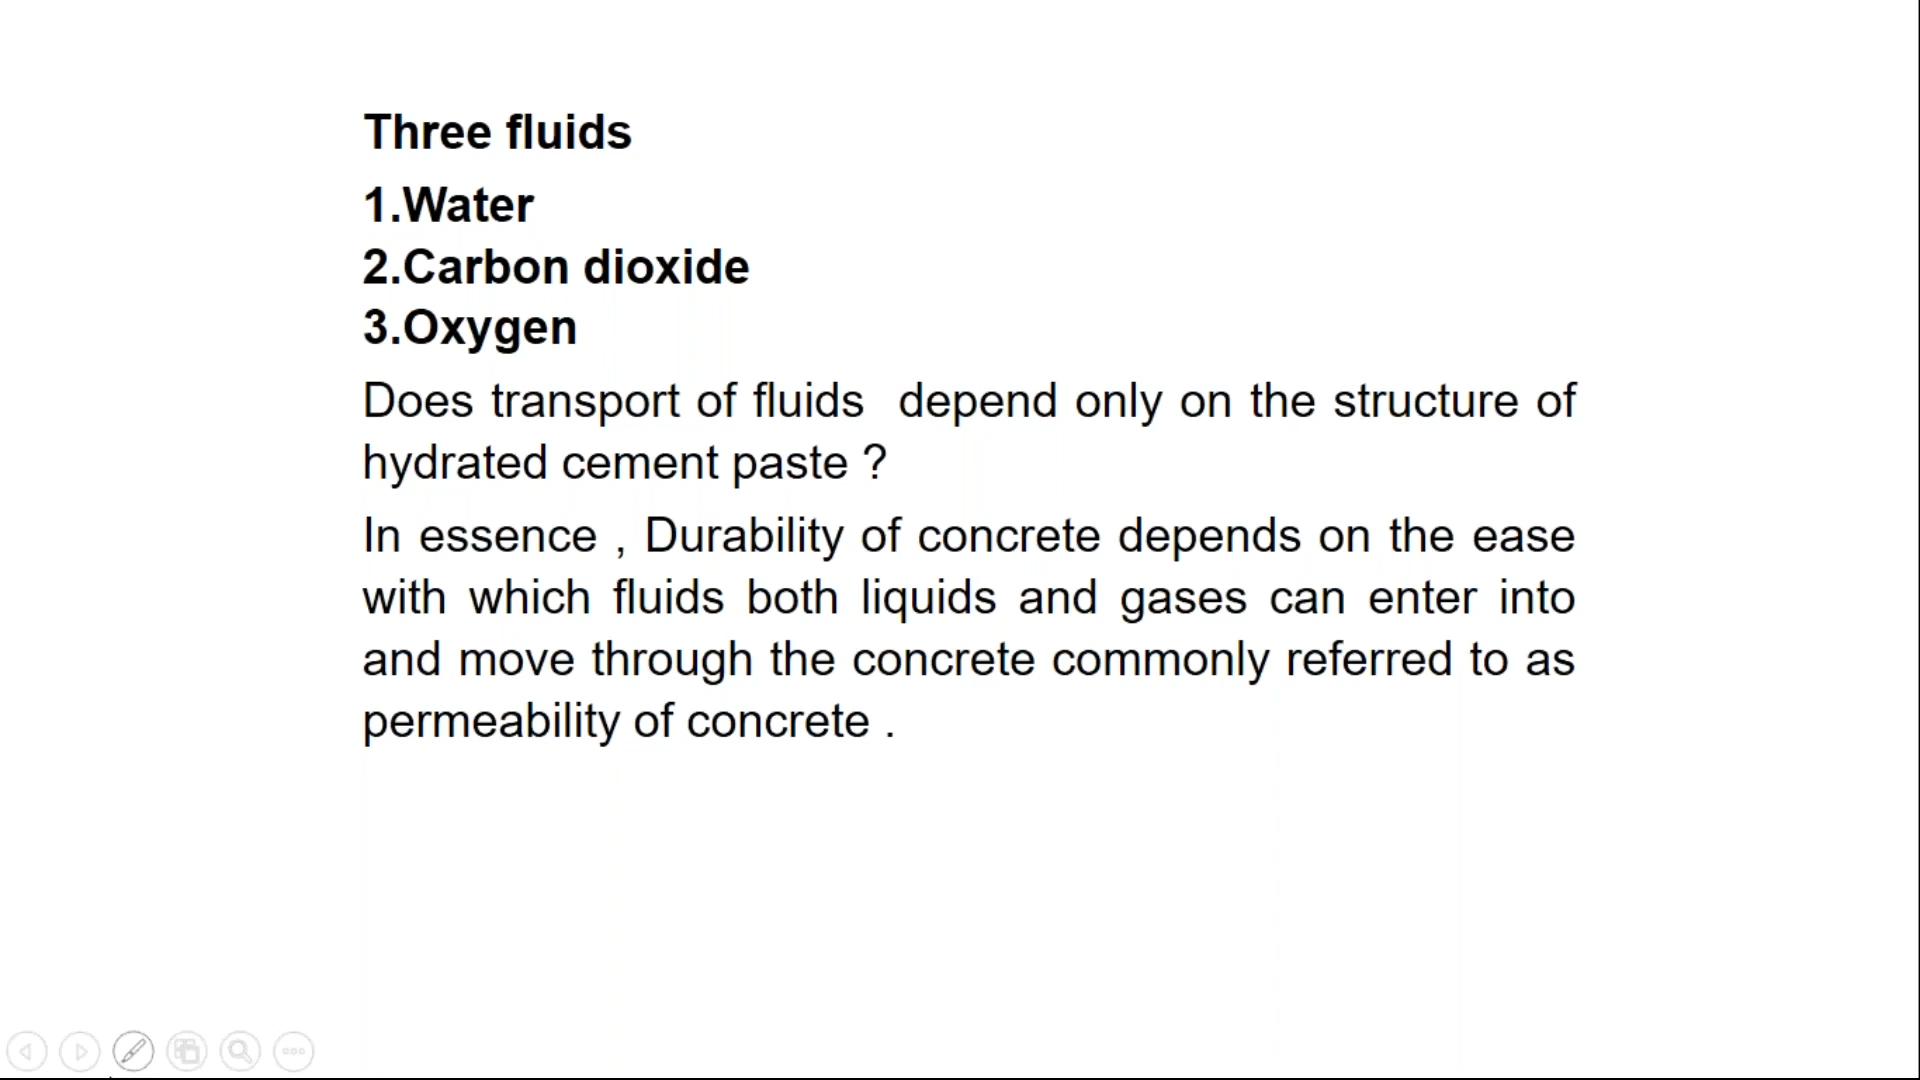 Three fluids
1.Water
2.Carbon dioxide
3.Oxygen
Does transport of fluids  depend only on the structure of
hydrated cement paste ?
In essence , Durability of concrete depends on the ease
with which fluids both liquids and gases can enter into
and move through the concrete commonly referred to as
permeability of concrete .